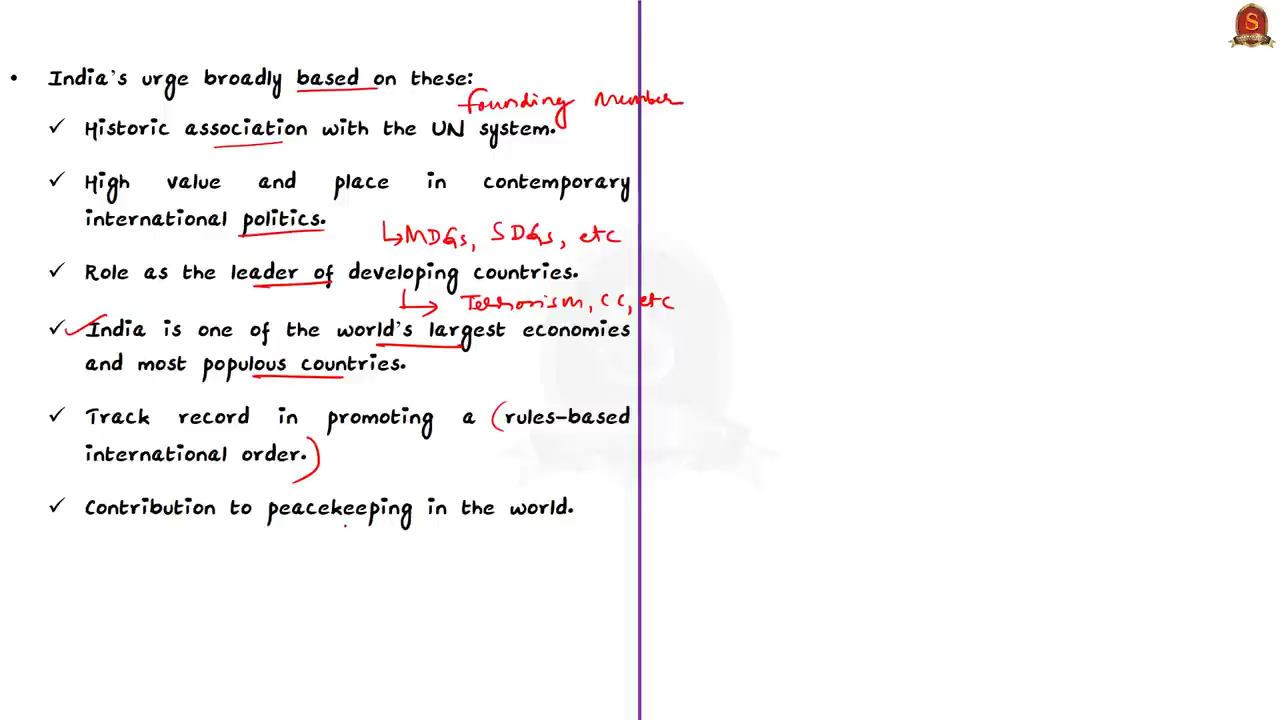 • India's urge broadly based on these:
founding member
✓ Historic association with the UN system.
✓ High value and place in contemporary
international politics.
↳ MDGs, SDGs, etc
✓ Role as the leader of developing countries.
↳ Terrorism, CC, etc
✓ India is one of the world's largest economies
and most populous countries.
✓ Track record in promoting a (rules-based
international order.)
✓ Contribution to peacekeeping in the world.
S